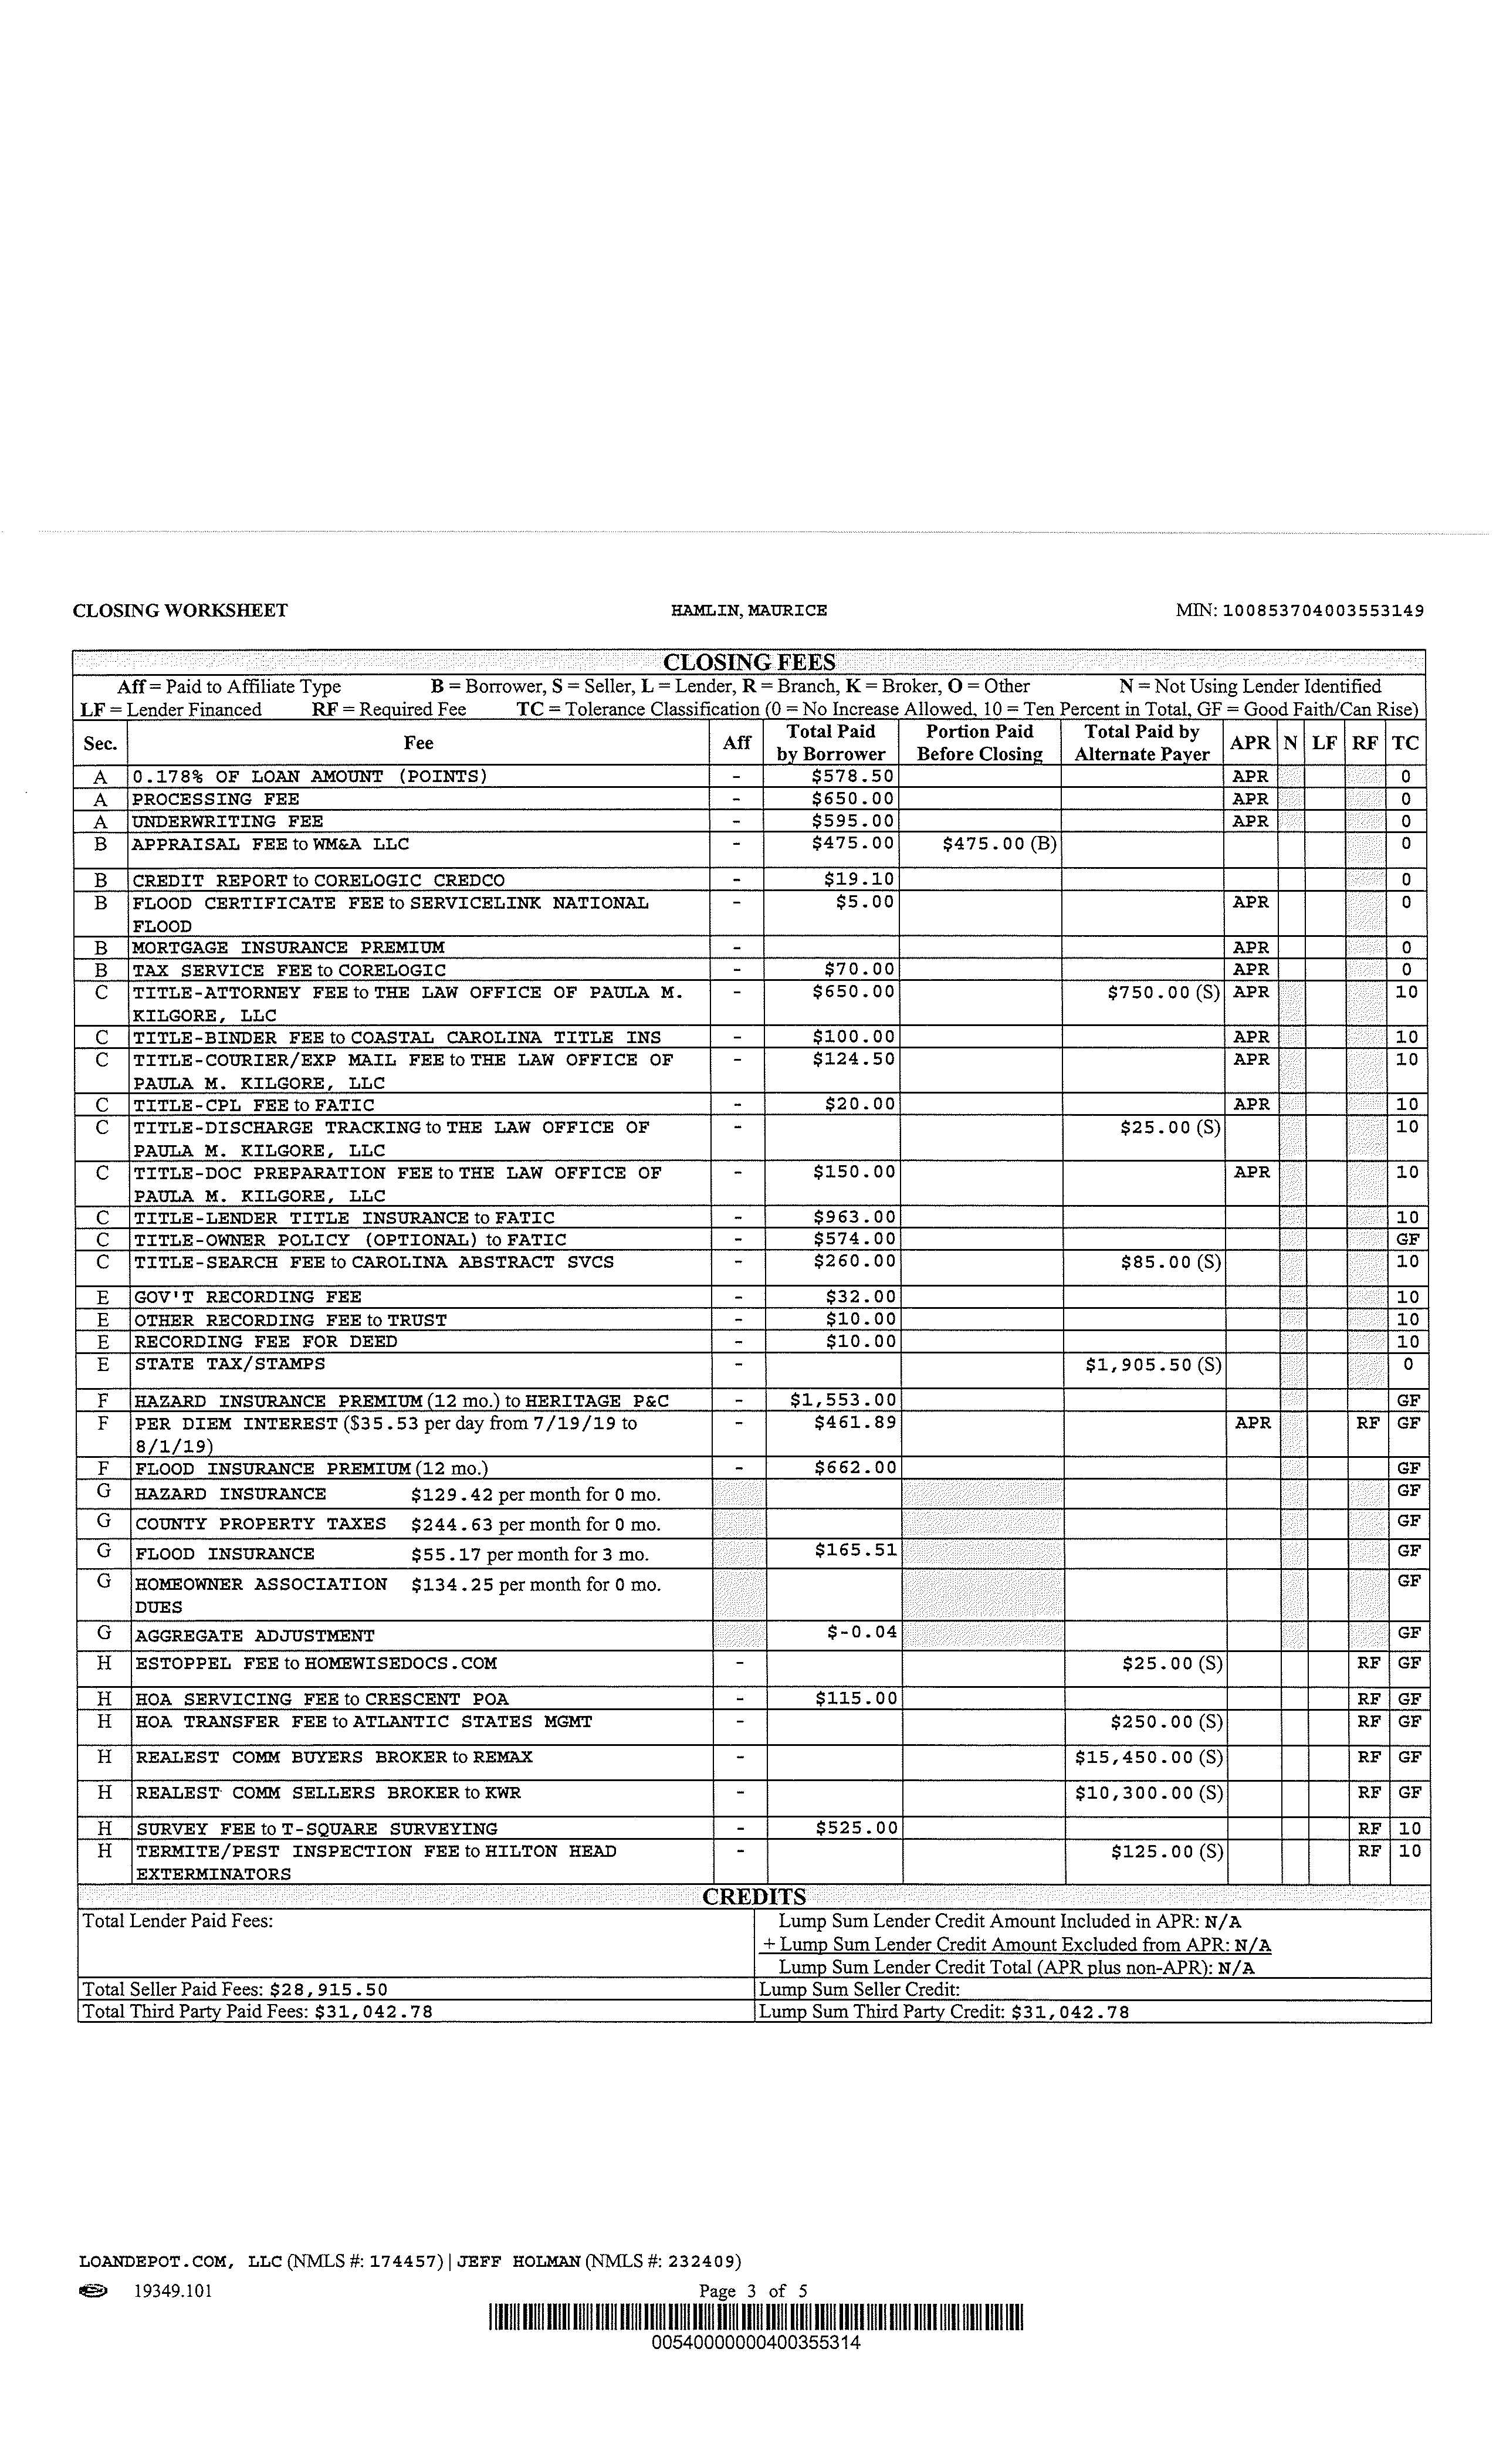 CLOSING WORKSHEET HAMLIN, MAURICE MIN: 100853704003553149
CLOSING FEES
Aff = Paid to Affiliate Type B = Borrower, S = Seller, L = Lender, R = Branch, K = Broker, O = Other N = Not Using Lender Identified
LF = Lender Financed RF = Required Fee TC = Tolerance Classification (0 = No Increase Allowed, 10 = Ten Percent in Total, GF = Good Faith/Can Rise)
Sec. Fee Aff Total Paid by Borrower Portion Paid Before Closing Total Paid by Alternate Payer APR N LF RF TC
A 0.178% OF LOAN AMOUNT (POINTS) - $578.50 APR 0
A PROCESSING FEE - $650.00 APR 0
A UNDERWRITING FEE - $595.00 APR 0
B APPRAISAL FEE to WM&A LLC - $475.00 $475.00 (B) 0
B CREDIT REPORT to CORELOGIC CREDCO - $19.10 0
B FLOOD CERTIFICATE FEE to SERVICELINK NATIONAL - $5.00 APR 0
FLOOD
B MORTGAGE INSURANCE PREMIUM - APR 0
B TAX SERVICE FEE to CORELOGIC - $70.00 APR 0
C TITLE-ATTORNEY FEE to THE LAW OFFICE OF PAULA M. - $650.00 $750.00 (S) APR 10
KILGORE, LLC
C TITLE-BINDER FEE to COASTAL CAROLINA TITLE INS - $100.00 APR 10
C TITLE-COURIER/EXP MAIL FEE to THE LAW OFFICE OF - $124.50 APR 10
PAULA M. KILGORE, LLC
C TITLE-CPL FEE to FATIC - $20.00 APR 10
C TITLE-DISCHARGE TRACKING to THE LAW OFFICE OF - $25.00 (S) 10
PAULA M. KILGORE, LLC
C TITLE-DOC PREPARATION FEE to THE LAW OFFICE OF - $150.00 APR 10
PAULA M. KILGORE, LLC
C TITLE-LENDER TITLE INSURANCE to FATIC - $963.00 10
C TITLE-OWNER POLICY (OPTIONAL) to FATIC - $574.00 GF
C TITLE-SEARCH FEE to CAROLINA ABSTRACT SVCS - $260.00 $85.00 (S) 10
E GOV'T RECORDING FEE - $32.00 10
E OTHER RECORDING FEE to TRUST - $10.00 10
E RECORDING FEE FOR DEED - $10.00 10
E STATE TAX/STAMPS - $1,905.50 (S) 0
F HAZARD INSURANCE PREMIUM (12 mo.) to HERITAGE P&C - $1,553.00 GF
F PER DIEM INTEREST ($35.53 per day from 7/19/19 to - $461.89 APR RF GF
8/1/19)
F FLOOD INSURANCE PREMIUM (12 mo.) - $662.00 GF
G HAZARD INSURANCE $129.42 per month for 0 mo. GF
G COUNTY PROPERTY TAXES $244.63 per month for 0 mo. GF
G FLOOD INSURANCE $55.17 per month for 3 mo. $165.51 GF
G HOMEOWNER ASSOCIATION $134.25 per month for 0 mo. GF
DUES
G AGGREGATE ADJUSTMENT $-0.04 GF
H ESTOPPEL FEE to HOMEWISEDOCS.COM - $25.00 (S) RF GF
H HOA SERVICING FEE to CRESCENT POA - $115.00 RF GF
H HOA TRANSFER FEE to ATLANTIC STATES MGMT - $250.00 (S) RF GF
H REALEST COMM BUYERS BROKER to REMAX - $15,450.00 (S) RF GF
H REALEST COMM SELLERS BROKER to KWR - $10,300.00 (S) RF GF
H SURVEY FEE to T-SQUARE SURVEYING - $525.00 RF 10
H TERMITE/PEST INSPECTION FEE to HILTON HEAD - $125.00 (S) RF 10
EXTERMINATORS
CREDITS
Total Lender Paid Fees: Lump Sum Lender Credit Amount Included in APR: N/A
+ Lump Sum Lender Credit Amount Excluded from APR: N/A
Lump Sum Lender Credit Total (APR plus non-APR): N/A
Total Seller Paid Fees: $28,915.50 Lump Sum Seller Credit:
Total Third Party Paid Fees: $31,042.78 Lump Sum Third Party Credit: $31,042.78
LOANDEPOT.COM, LLC (NMLS #: 174457) | JEFF HOLMAN (NMLS #: 232409)
19349.101 Page 3 of 5
00540000000400355314